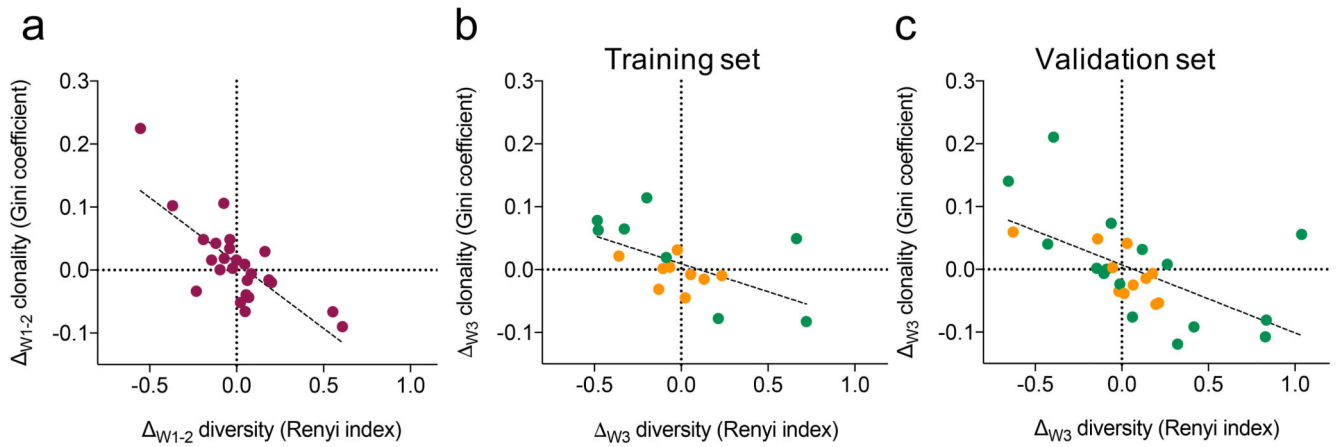 a
0.3
0.2
0.1
0.0
-0.1
-0.5
0.0
0.5
1.0
ΔW1-2 clonality (Gini coefficient)
ΔW1-2 diversity (Renyi index)
b
Training set
0.3
0.2
0.1
0.0
-0.1
-0.5
0.0
0.5
1.0
ΔW3 clonality (Gini coefficient)
ΔW3 diversity (Renyi index)
c
Validation set
0.3
0.2
0.1
0.0
-0.1
-0.5
0.0
0.5
1.0
ΔW3 clonality (Gini coefficient)
ΔW3 diversity (Renyi index)